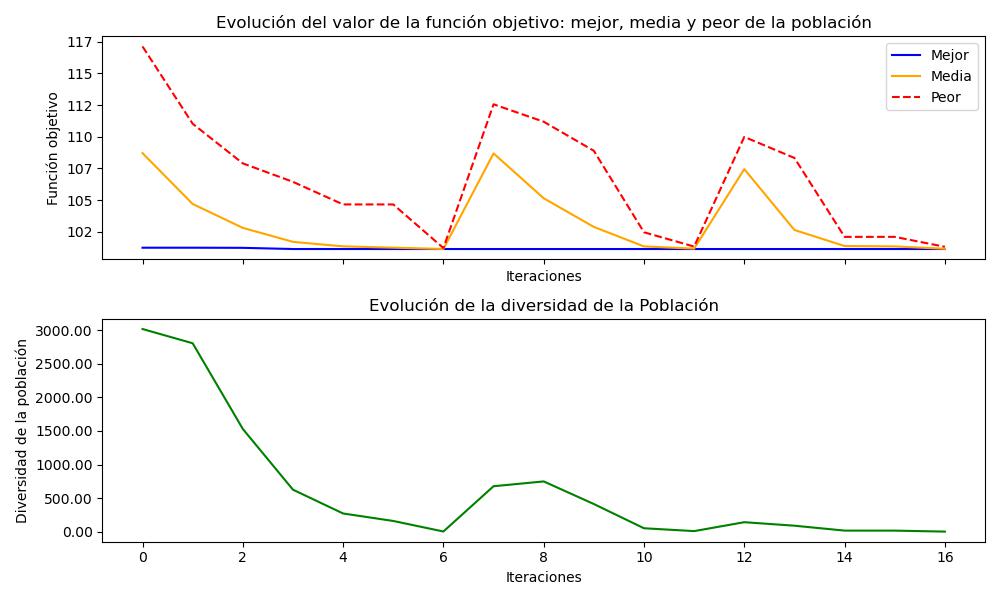 Evolución del valor de la función objetivo: mejor, media y peor de la población
Función objetivo
117
115
112
110
107
105
102
Mejor
Media
Peor
Iteraciones
Evolución de la diversidad de la Población
Diversidad de la población
3000.00
2500.00
2000.00
1500.00
1000.00
500.00
0.00
0 2 4 6 8 10 12 14 16
Iteraciones